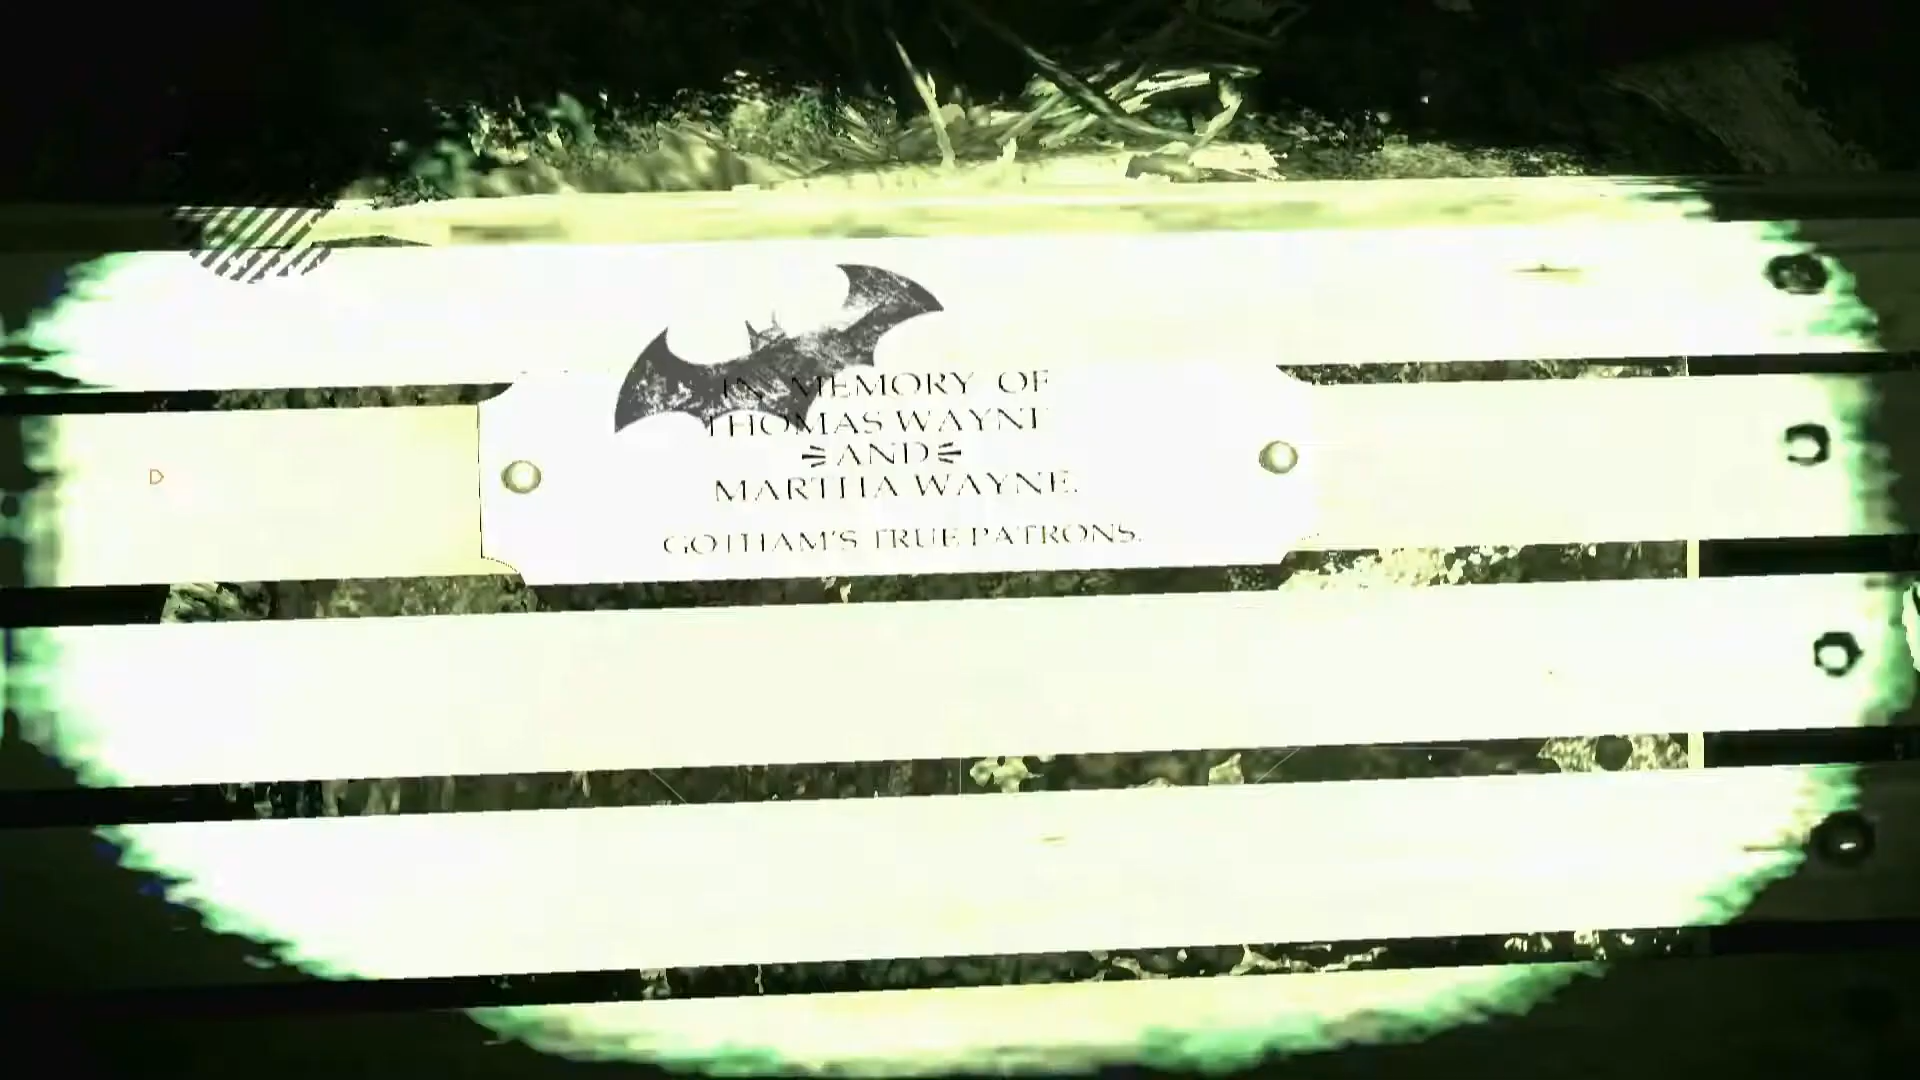 IN MEMORY OF
THOMAS WAYNE
AND
MARTHA WAYNE.
GOTHAM'S TRUE PATRONS.
D